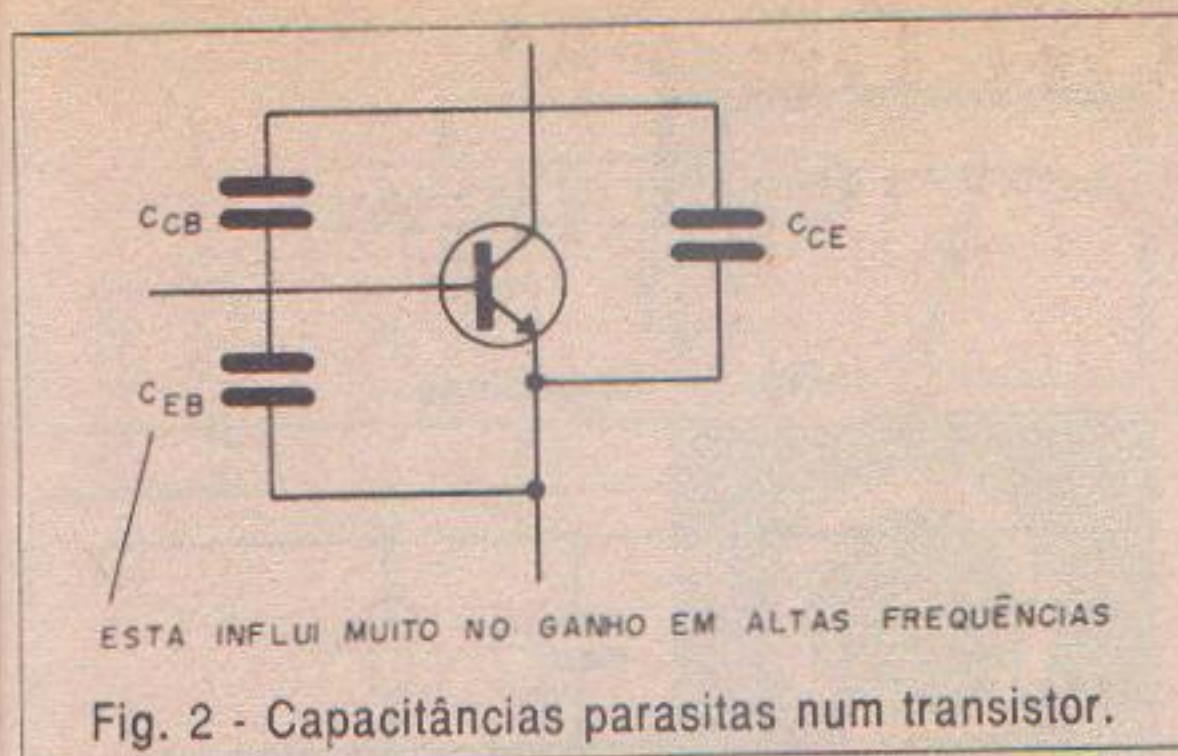 CCB
CCE
CEB
ESTA INFLUI MUITO NO GANHO EM ALTAS FREQUÊNCIAS
Fig. 2 - Capacitâncias parasitas num transistor.